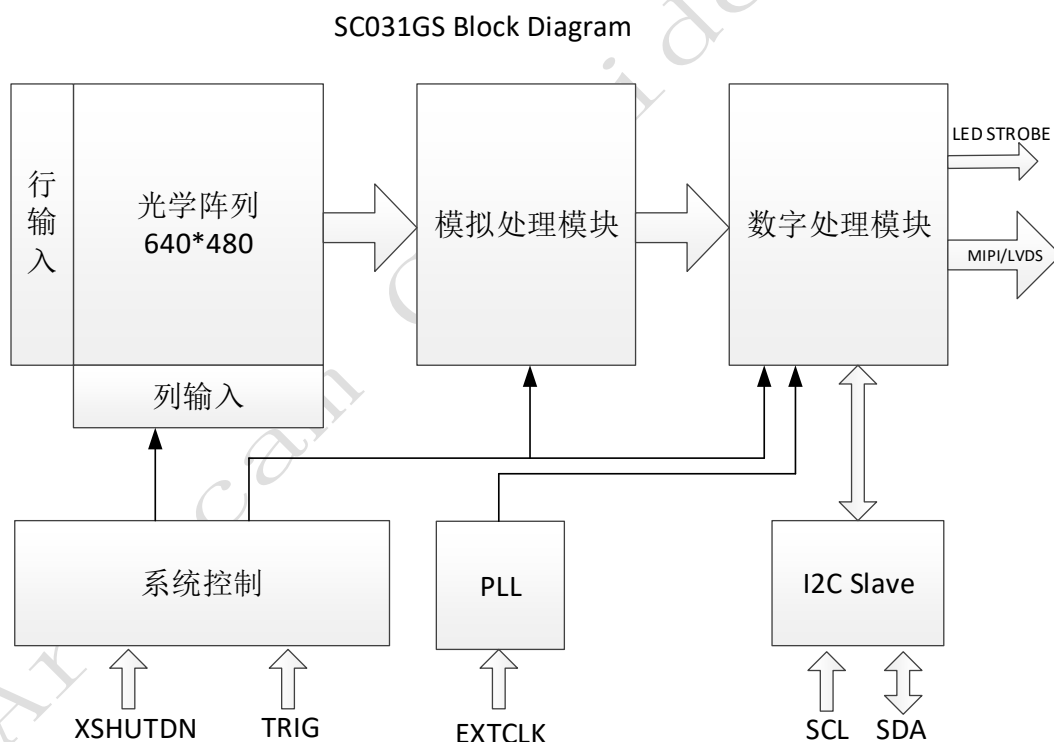 SC031GS Block Diagram
LED STROBE
行输入
光学阵列
640*480
模拟处理模块
数字处理模块
MIPI/LVDS
列输入
系统控制
PLL
I2C Slave
XSHUTDN
TRIG
EXTCLK
SCL
SDA